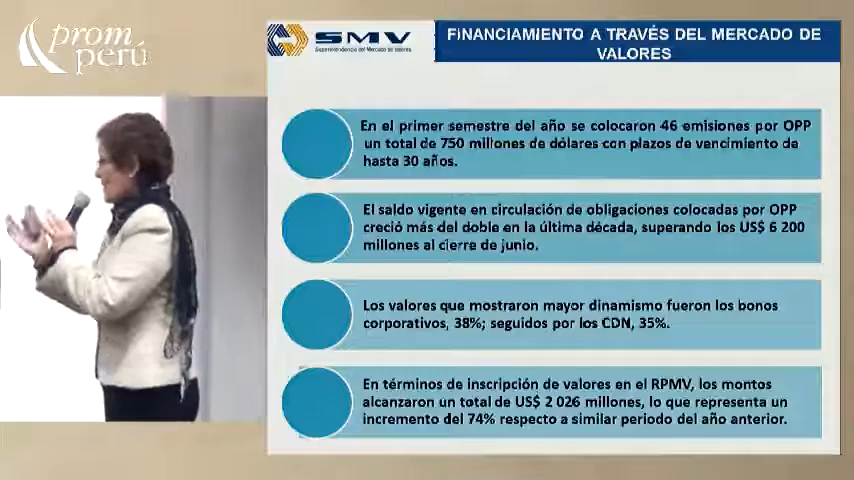 prom
perú
SMV
Superintendencia del Mercado de Valores
FINANCIAMIENTO A TRAVÉS DEL MERCADO DE
VALORES
En el primer semestre del año se colocaron 46 emisiones por OPP
un total de 750 millones de dólares con plazos de vencimiento de
hasta 30 años.
El saldo vigente en circulación de obligaciones colocadas por OPP
creció más del doble en la última década, superando los US$ 6 200
millones al cierre de junio.
Los valores que mostraron mayor dinamismo fueron los bonos
corporativos, 38%; seguidos por los CDN, 35%.
En términos de inscripción de valores en el RPMV, los montos
alcanzaron un total de US$ 2 026 millones, lo que representa un
incremento del 74% respecto a similar periodo del año anterior.